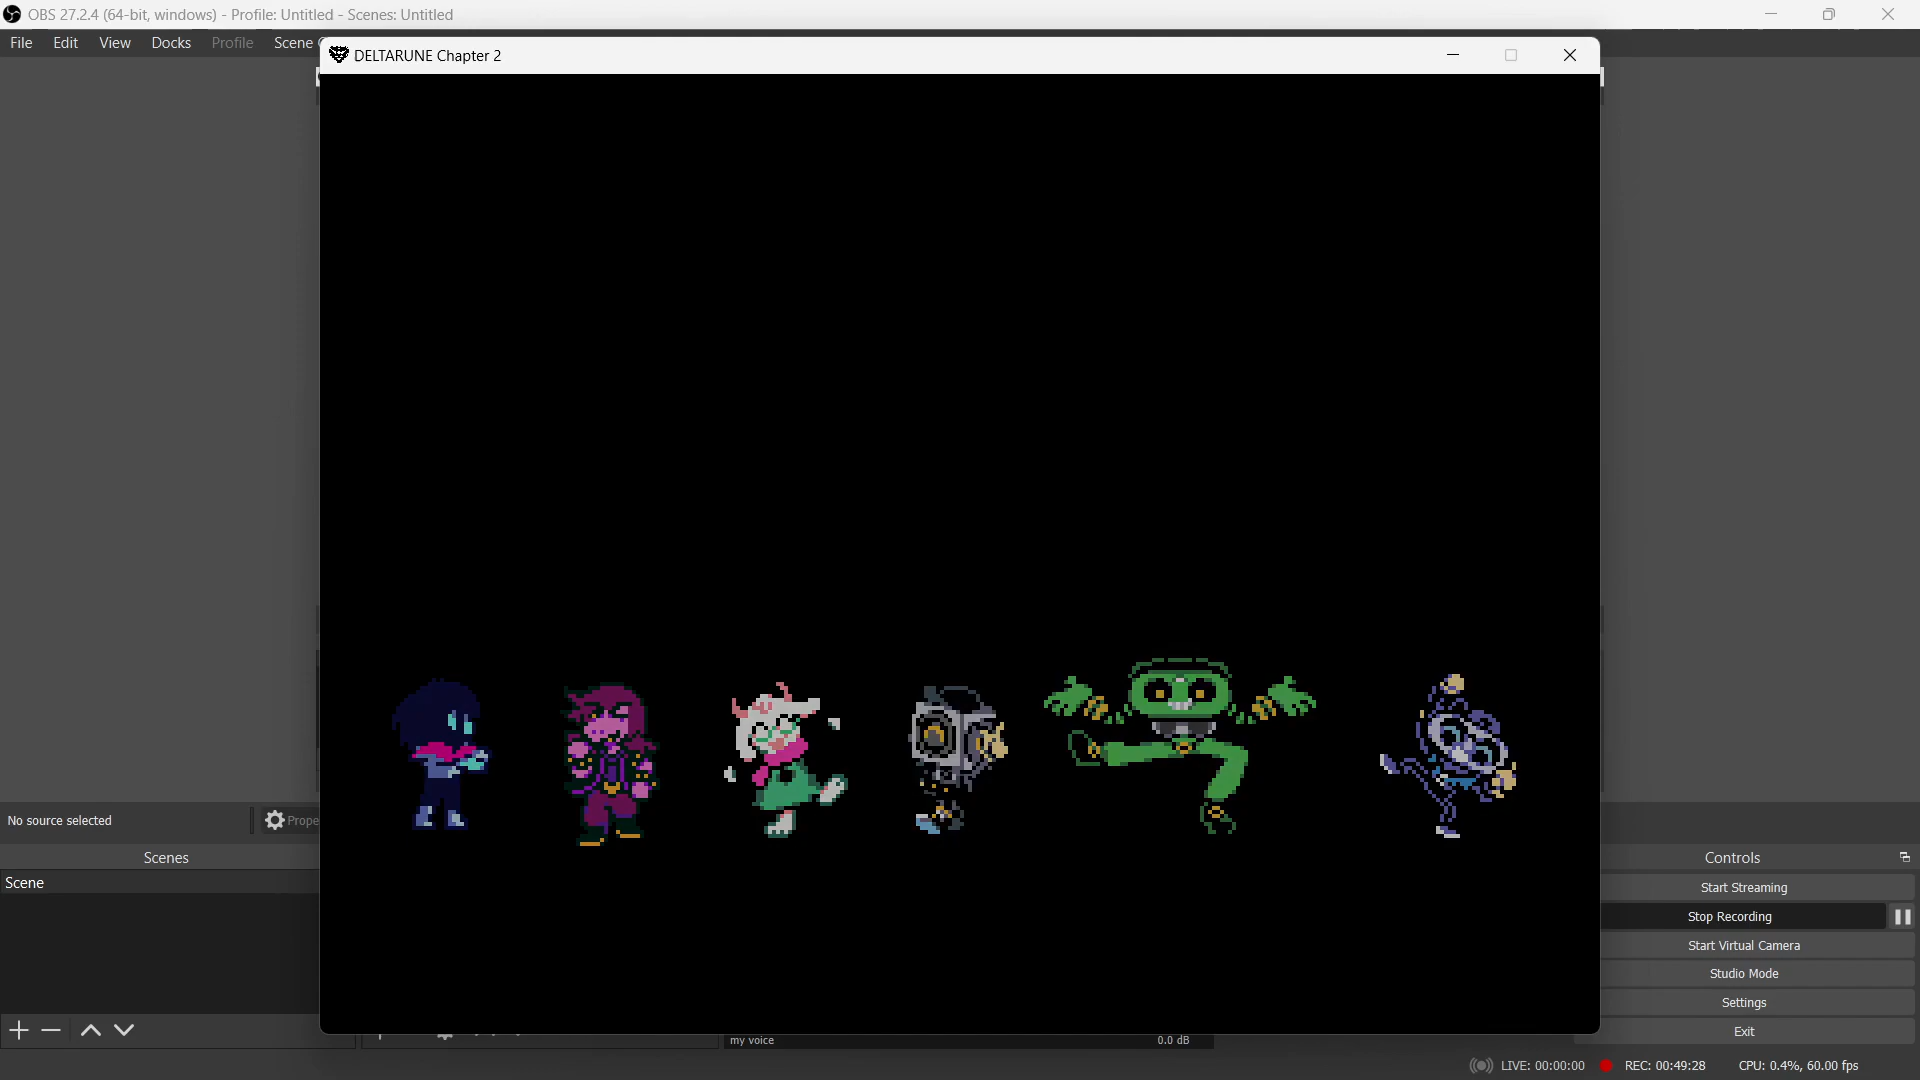 OBS 27.2.4 (64-bit, windows) - Profile: Untitled - Scenes: Untitled
File Edit View Docks Profile Scene
DELTARUNE Chapter 2
No source selected
Scenes
Scene
Controls
Start Streaming
Stop Recording
Start Virtual Camera
Studio Mode
Settings
Exit
my voice 0.0 dB
LIVE: 00:00:00 REC: 00:49:28 CPU: 0.4%, 60.00 fps